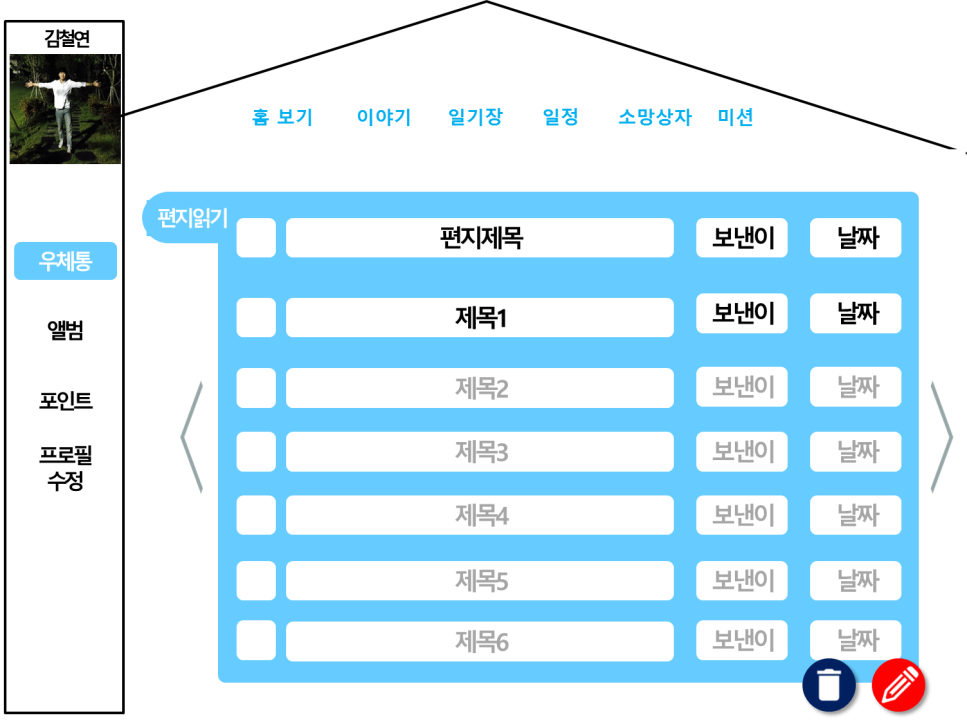 김철연
홈 보기 이야기 일기장 일정 소망상자 미션
우체통
앨범
포인트
프로필
수정
편지읽기
편지제목 보낸이 날짜
제목1 보낸이 날짜
제목2 보낸이 날짜
제목3 보낸이 날짜
제목4 보낸이 날짜
제목5 보낸이 날짜
제목6 보낸이 날짜